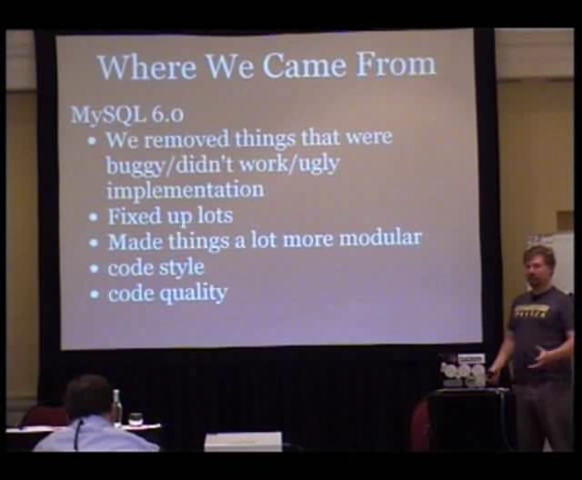 Where We Came From
MySQL 6.0
• We removed things that were
buggy/didn't work/ugly
implementation
• Fixed up lots
• Made things a lot more modular
• code style
• code quality